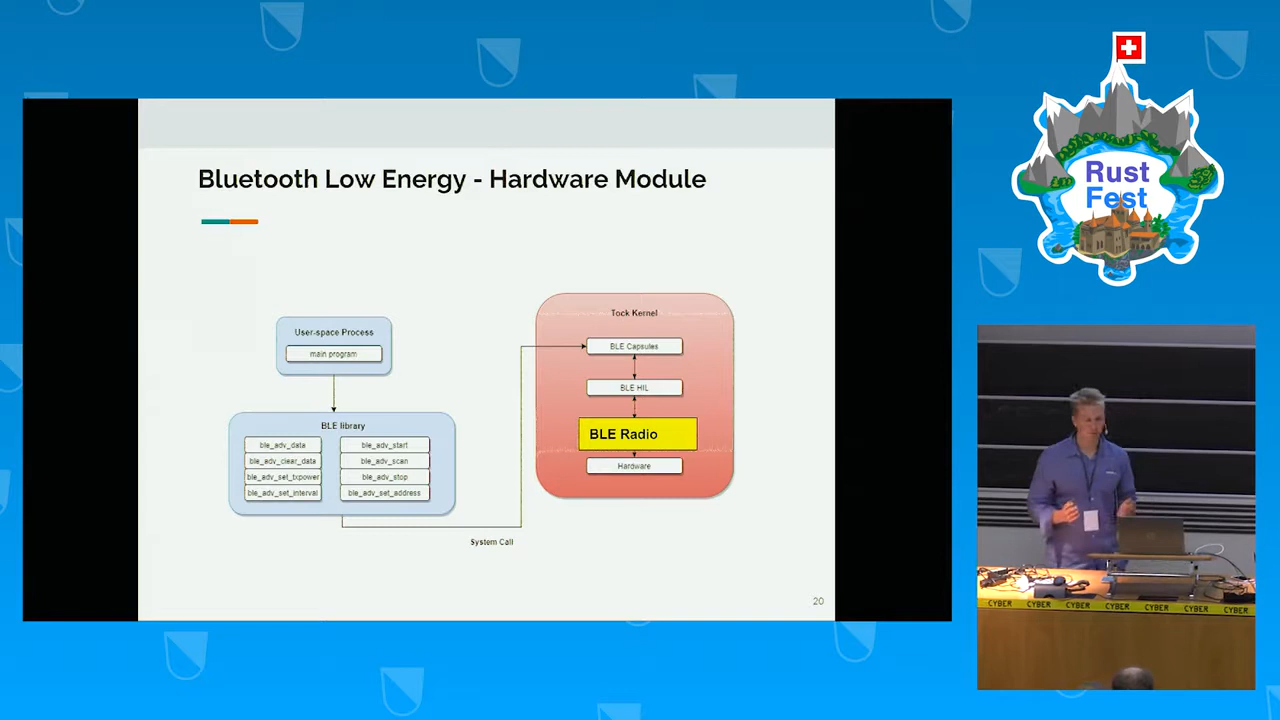 Bluetooth Low Energy - Hardware Module
User-space Process
main program
BLE library
ble_adv_data
ble_adv_start
ble_adv_clear_data
ble_adv_scan
ble_adv_set_txpower
ble_adv_stop
ble_adv_set_interval
ble_adv_set_address
System Call
Tock Kernel
BLE Capsules
BLE HIL
BLE Radio
Hardware
20
Rust
Fest
CYBER CYBER CYBER CYBER CYBER CYBER CYBER